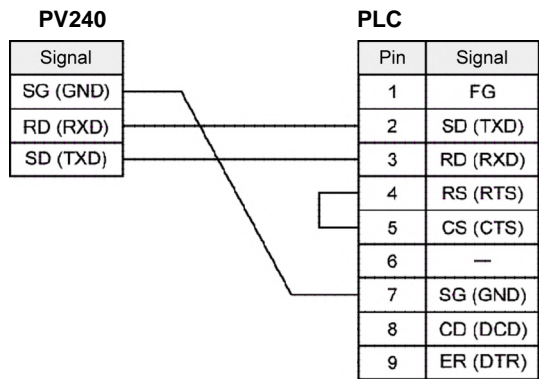 PV240 PLC
Signal Pin Signal
SG (GND) 1 FG
RD (RXD) 2 SD (TXD)
SD (TXD) 3 RD (RXD)
4 RS (RTS)
5 CS (CTS)
6 —
7 SG (GND)
8 CD (DCD)
9 ER (DTR)